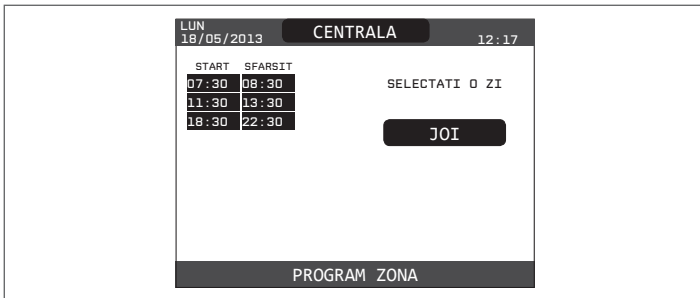 LUN
18/05/2013 CENTRALA 12:17
START SFARSIT
07:30 08:30 SELECTATI O ZI
11:30 13:30
18:30 22:30 JOI
PROGRAM ZONA